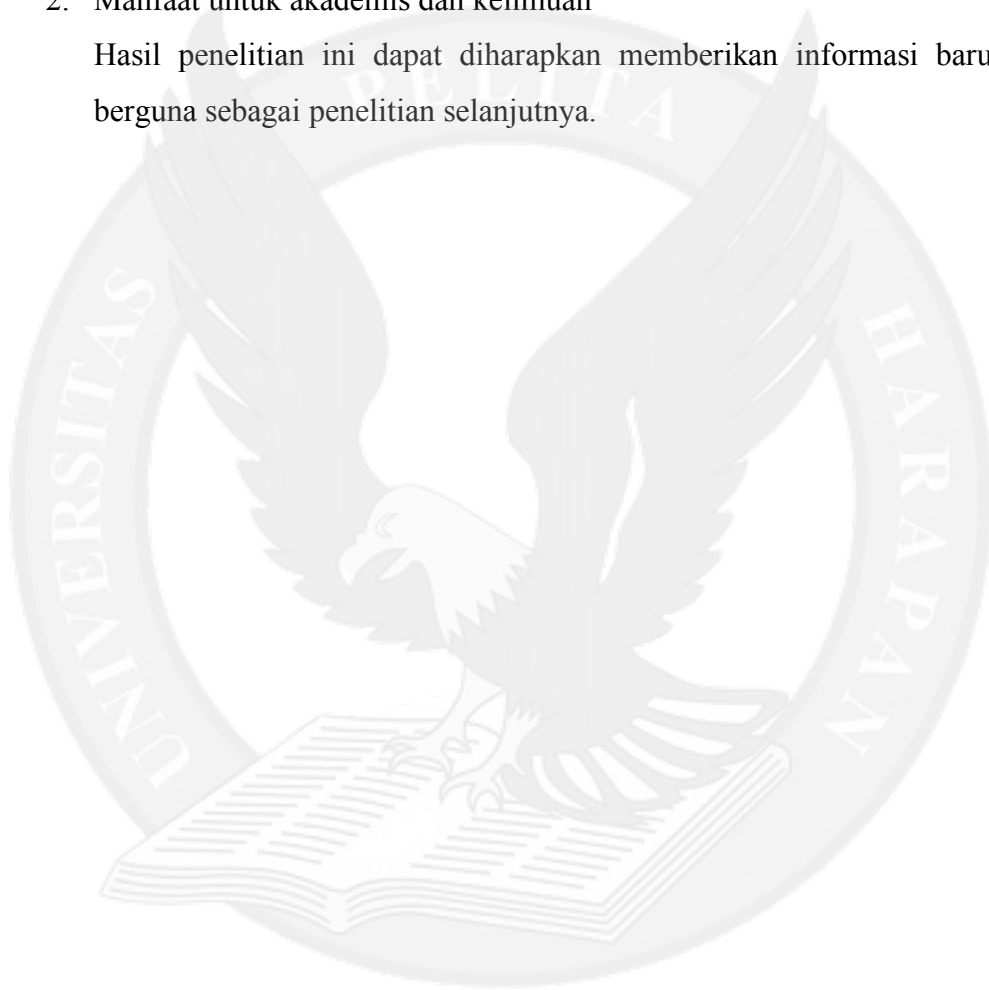 2. Manfaat untuk akademis dan keilmuan
Hasil penelitian ini dapat diharapkan memberikan informasi baru
berguna sebagai penelitian selanjutnya.
UNIVERSITAS PELITA HARAPAN